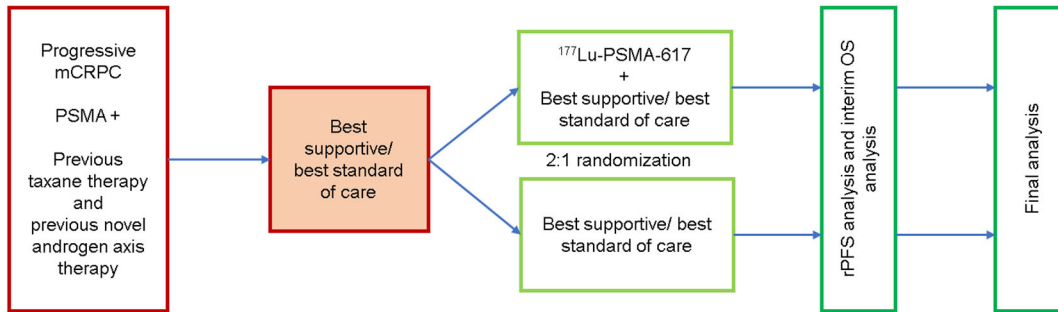 Progressive
mCRPC
PSMA +
Previous
taxane therapy
and
previous novel
androgen axis
therapy
Best
supportive/
best standard
of care
¹⁷⁷Lu-PSMA-617
+
Best supportive/ best
standard of care
2:1 randomization
Best supportive/ best
standard of care
rPFS analysis and interim OS
analysis
Final analysis